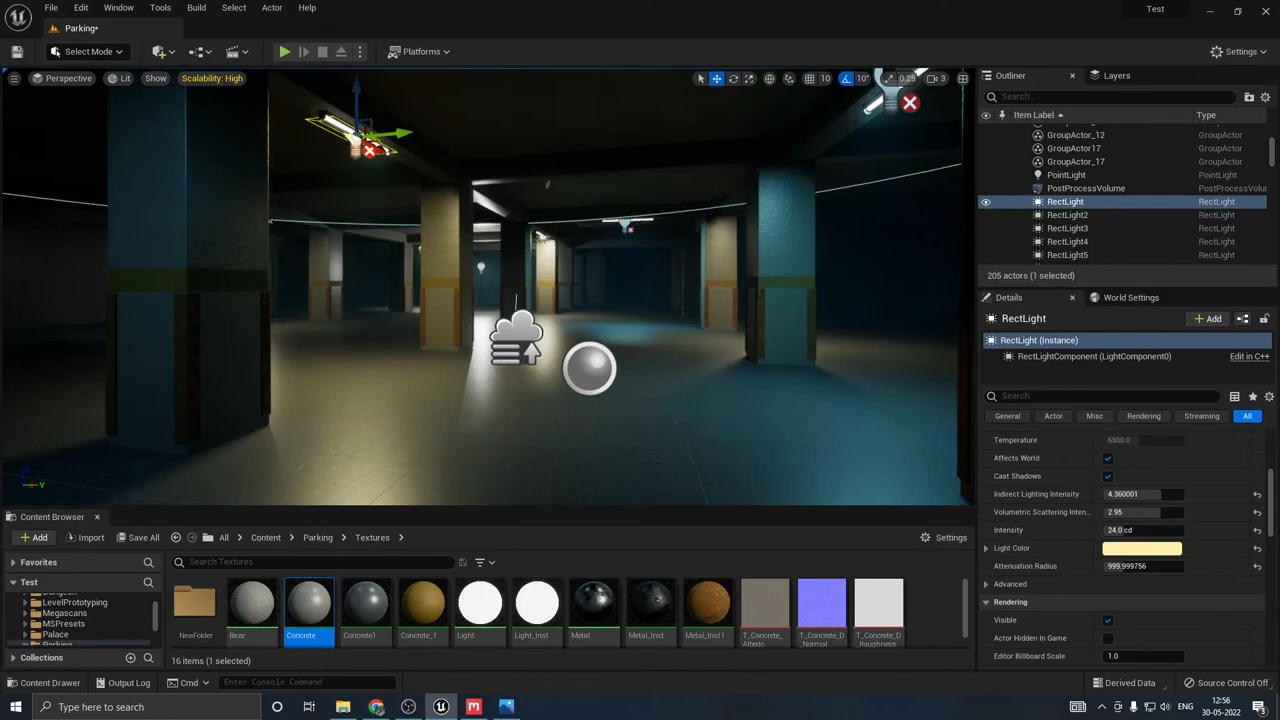 File Edit Window Tools Build Select Actor Help Test
Parking*
Select Mode Platforms Settings
Perspective Lit Show Scalability: High 10 10° 0.25 3
Outliner Layers
Search...
Item Label Type
GroupActor_12 GroupActor
GroupActor17 GroupActor
GroupActor_17 GroupActor
PointLight PointLight
PostProcessVolume PostProcessVolu
RectLight RectLight
RectLight2 RectLight
RectLight3 RectLight
RectLight4 RectLight
RectLight5 RectLight
205 actors (1 selected)
Details World Settings
RectLight Add
RectLight (Instance)
RectLightComponent (LightComponent0) Edit in C++
Search
General Actor Misc Rendering Streaming All
Temperature 6500.0
Affects World
Cast Shadows
Indirect Lighting Intensity 4.360001
Volumetric Scattering Inten... 2.95
Intensity 24.0 cd
Light Color
Attenuation Radius 999.999756
Advanced
Rendering
Visible
Actor Hidden In Game
Editor Billboard Scale 1.0
Y
Content Browser
Add Import Save All All Content Parking Textures Settings
Favorites
Search Textures
Test
LevelPrototyping
Megascans
MSPresets
Palace
Collections
NewFolder Baze Concrete Concrete1 Concrete_1 Light Light_Inst Metal Metal_Inst Metal_Inst1 T_Concrete_Albedo T_Concrete_D_Normal T_Concrete_D_Roughness
16 items (1 selected)
Content Drawer Output Log Cmd Enter Console Command Derived Data Source Control Off
Type here to search ENG 12:56
30-05-2022